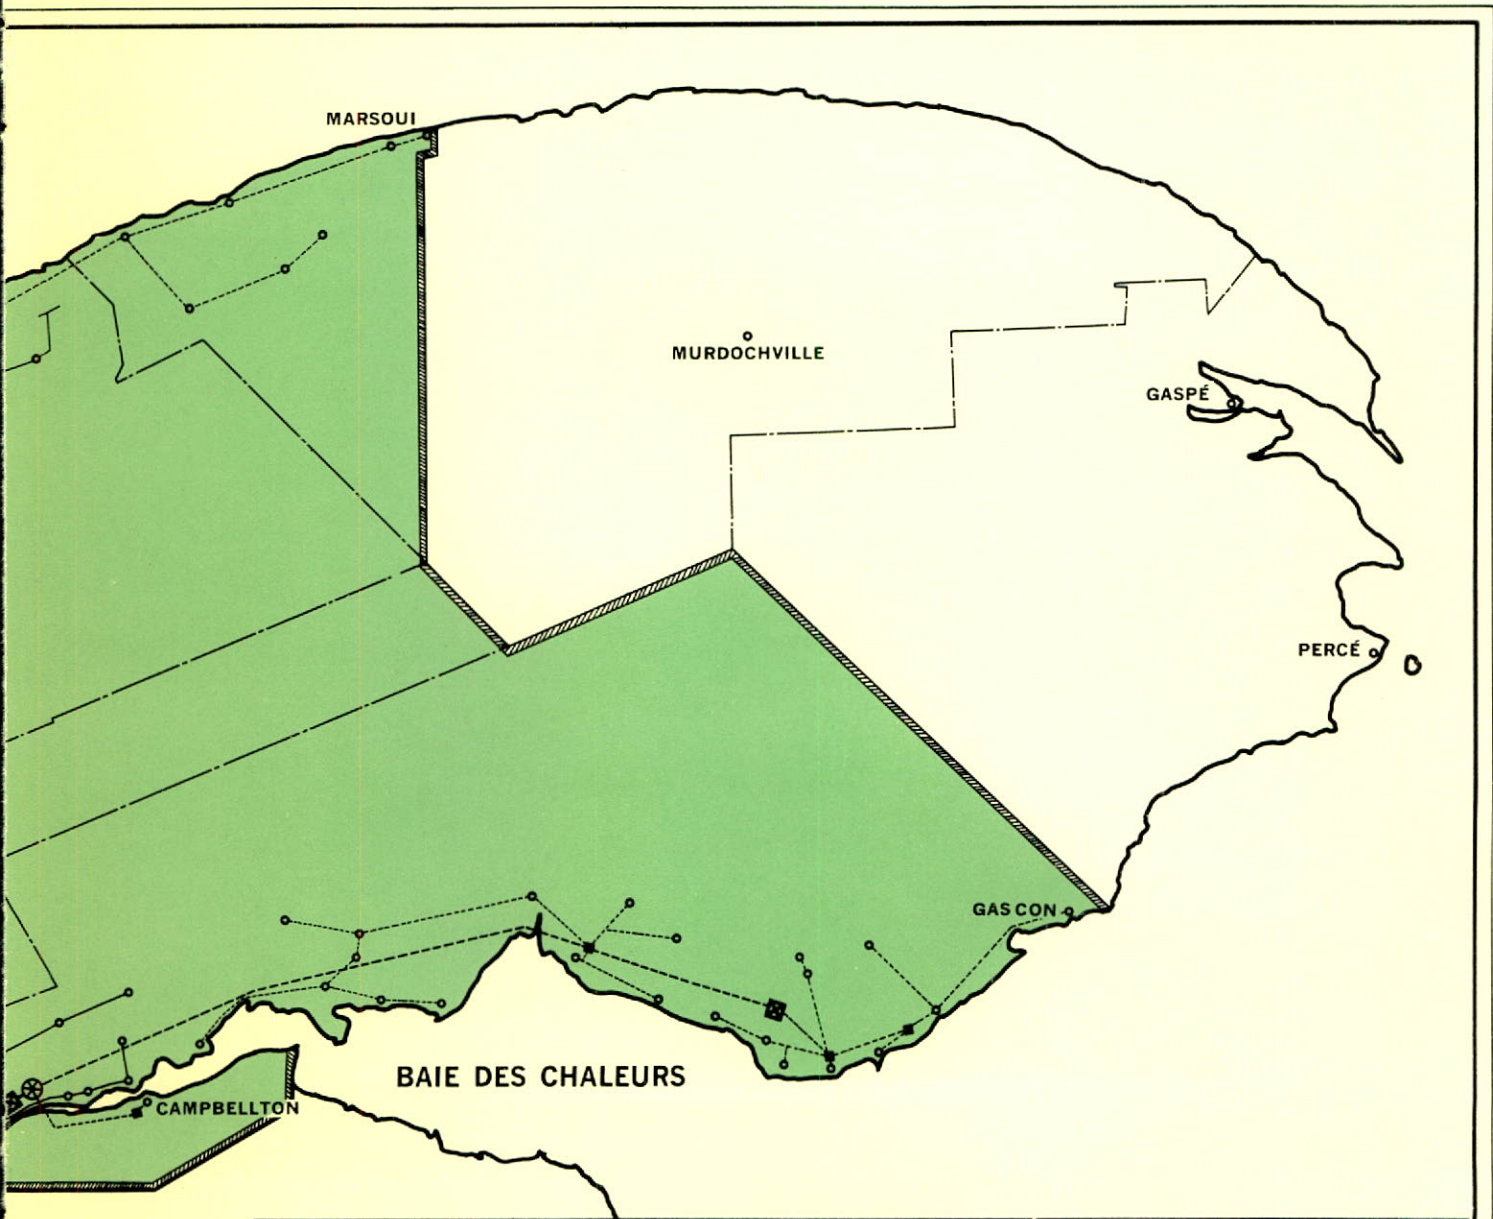 MARSOUI
MURDOCHVILLE
GASPÉ
PERCÉ
GASCON
BAIE DES CHALEURS
CAMPBELLTON